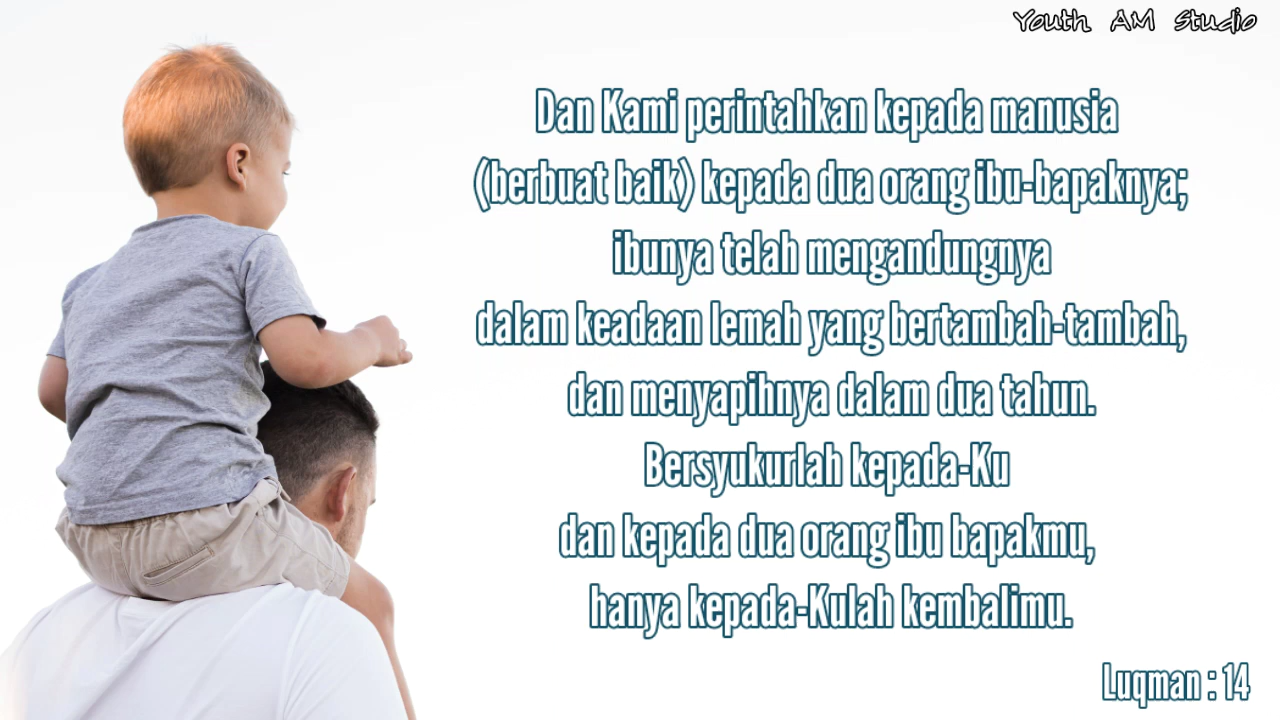 Youth AM Studio
Dan Kami perintahkan kepada manusia
(berbuat baik) kepada dua orang ibu-bapaknya;
ibunya telah mengandungnya
dalam keadaan lemah yang bertambah-tambah,
dan menyapihnya dalam dua tahun.
Bersyukurlah kepada-Ku
dan kepada dua orang ibu bapakmu,
hanya kepada-Kulah kembalimu.
Luqman : 14